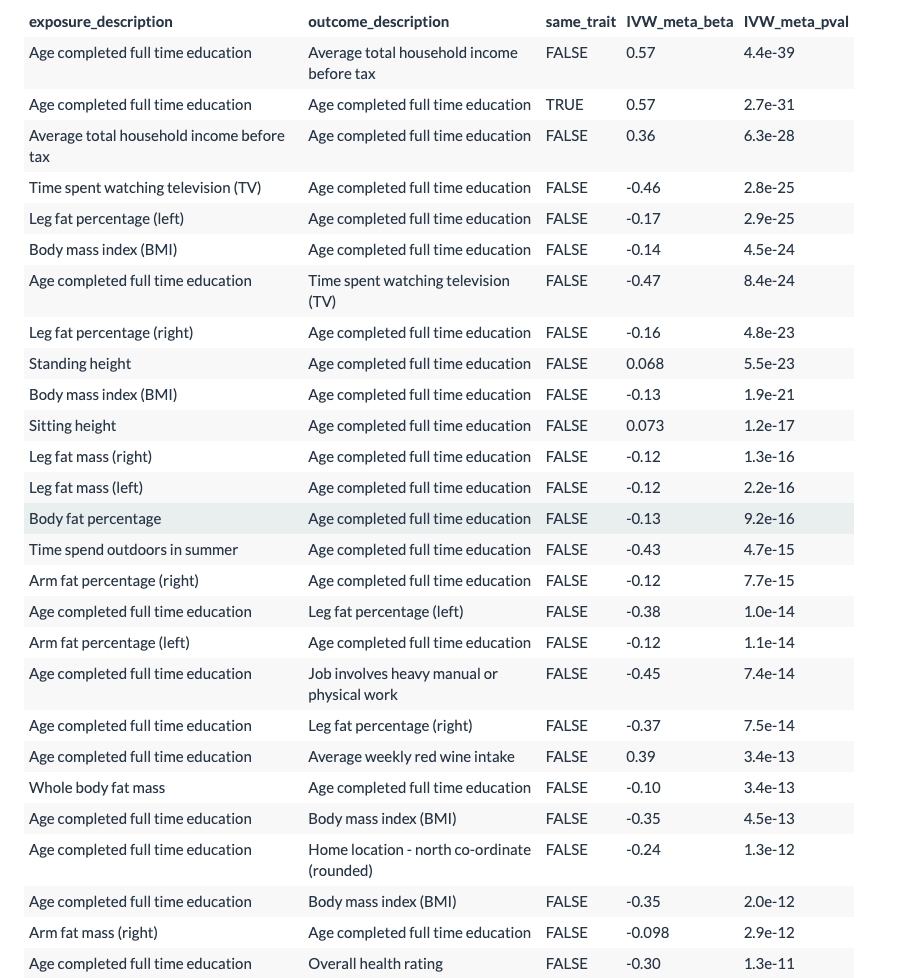 exposure_description outcome_description same_trait IVW_meta_beta IVW_meta_pval
Age completed full time education Average total household income FALSE 0.57 4.4e-39
before tax
Age completed full time education Age completed full time education TRUE 0.57 2.7e-31
Average total household income before Age completed full time education FALSE 0.36 6.3e-28
tax
Time spent watching television (TV) Age completed full time education FALSE -0.46 2.8e-25
Leg fat percentage (left) Age completed full time education FALSE -0.17 2.9e-25
Body mass index (BMI) Age completed full time education FALSE -0.14 4.5e-24
Age completed full time education Time spent watching television FALSE -0.47 8.4e-24
(TV)
Leg fat percentage (right) Age completed full time education FALSE -0.16 4.8e-23
Standing height Age completed full time education FALSE 0.068 5.5e-23
Body mass index (BMI) Age completed full time education FALSE -0.13 1.9e-21
Sitting height Age completed full time education FALSE 0.073 1.2e-17
Leg fat mass (right) Age completed full time education FALSE -0.12 1.3e-16
Leg fat mass (left) Age completed full time education FALSE -0.12 2.2e-16
Body fat percentage Age completed full time education FALSE -0.13 9.2e-16
Time spend outdoors in summer Age completed full time education FALSE -0.43 4.7e-15
Arm fat percentage (right) Age completed full time education FALSE -0.12 7.7e-15
Age completed full time education Leg fat percentage (left) FALSE -0.38 1.0e-14
Arm fat percentage (left) Age completed full time education FALSE -0.12 1.1e-14
Age completed full time education Job involves heavy manual or FALSE -0.45 7.4e-14
physical work
Age completed full time education Leg fat percentage (right) FALSE -0.37 7.5e-14
Age completed full time education Average weekly red wine intake FALSE 0.39 3.4e-13
Whole body fat mass Age completed full time education FALSE -0.10 3.4e-13
Age completed full time education Body mass index (BMI) FALSE -0.35 4.5e-13
Age completed full time education Home location - north co-ordinate FALSE -0.24 1.3e-12
(rounded)
Age completed full time education Body mass index (BMI) FALSE -0.35 2.0e-12
Arm fat mass (right) Age completed full time education FALSE -0.098 2.9e-12
Age completed full time education Overall health rating FALSE -0.30 1.3e-11